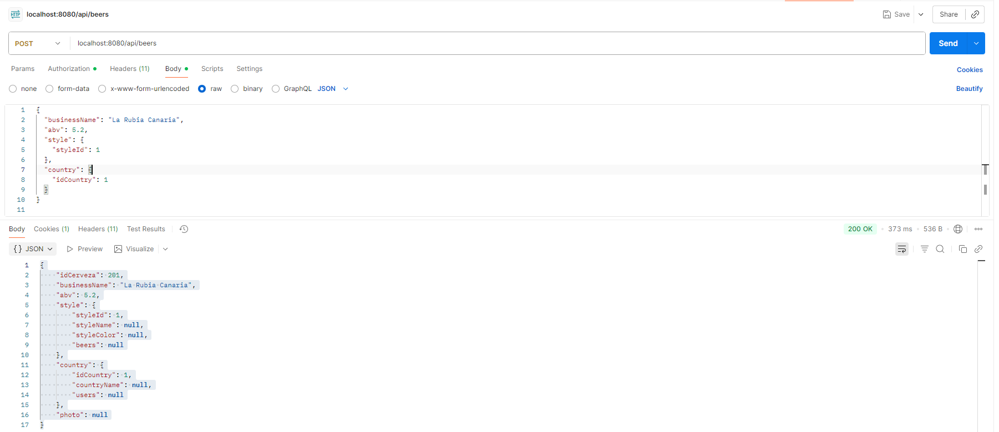 HTTP localhost:8080/api/beers Save Share
POST localhost:8080/api/beers Send
Params Authorization Headers (11) Body Scripts Settings Cookies
none form-data x-www-form-urlencoded raw binary GraphQL JSON Beautify
1 {
2 "businessName": "La Rubia Canaria",
3 "abv": 5.2,
4 "style": {
5 "styleId": 1
6 },
7 "country": {
8 "idCountry": 1
9 }
10 }
11
Body Cookies (1) Headers (11) Test Results 200 OK 373 ms 536 B
{} JSON Preview Visualize
1 {
2 "idCerveza": 201,
3 "businessName": "La Rubia Canaria",
4 "abv": 5.2,
5 "style": {
6 "styleId": 1,
7 "styleName": null,
8 "styleColor": null,
9 "beers": null
10 },
11 "country": {
12 "idCountry": 1,
13 "countryName": null,
14 "users": null
15 },
16 "photo": null
17 }